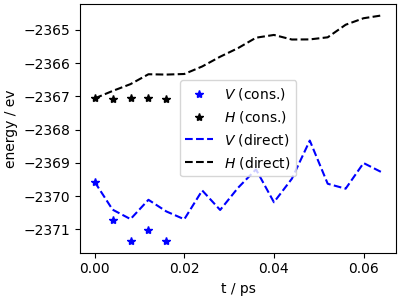 −2365
−2366
−2367
−2368
−2369
−2370
−2371
energy / ev
V (cons.)
H (cons.)
V (direct)
H (direct)
0.00 0.02 0.04 0.06
t / ps